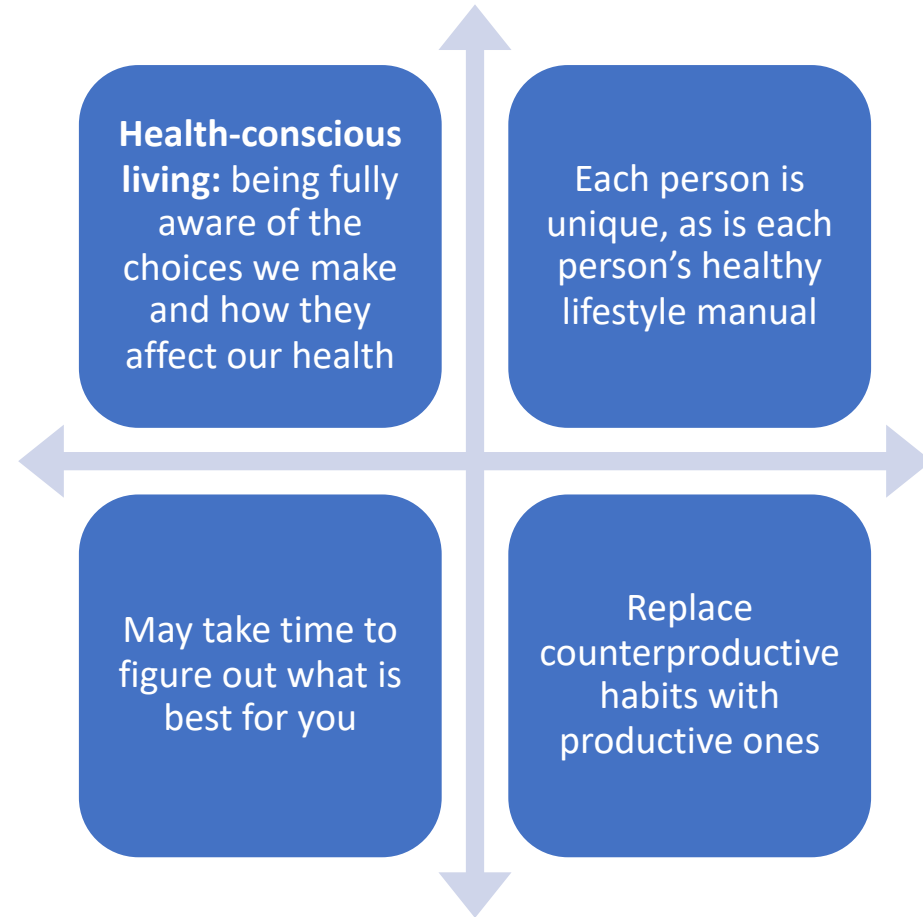 Health-conscious
living: being fully
aware of the
choices we make
and how they
affect our health
Each person is
unique, as is each
person’s healthy
lifestyle manual
May take time to
figure out what is
best for you
Replace
counterproductive
habits with
productive ones